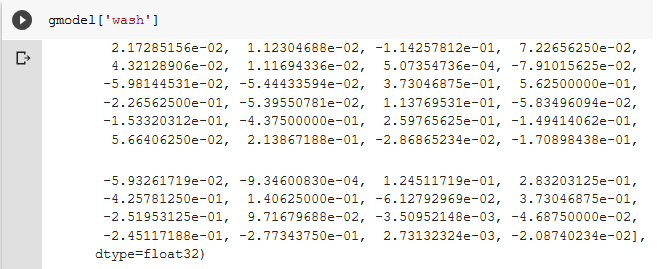 gmodel['wash']
2.17285156e-02, 1.12304688e-02, -1.14257812e-01, 7.22656250e-02,
4.32128906e-02, 1.11694336e-02, 5.07354736e-04, -7.91015625e-02,
-5.98144531e-02, -5.44433594e-02, 3.73046875e-01, 5.62500000e-01,
-2.26562500e-01, -5.39550781e-02, 1.13769531e-01, -5.83496094e-02,
-1.53320312e-01, -4.37500000e-01, 2.59765625e-01, -1.49414062e-01,
5.66406250e-02, 2.13867188e-01, -2.86865234e-02, -1.70898438e-01,
-5.93261719e-02, -9.34600830e-04, 1.24511719e-01, 2.83203125e-01,
-4.25781250e-01, 1.40625000e-01, -6.12792969e-02, 3.73046875e-01,
-2.51953125e-01, 9.71679688e-02, -3.50952148e-03, -4.68750000e-02,
-2.45117188e-01, -2.77343750e-01, 2.73132324e-03, -2.08740234e-02],
dtype=float32)